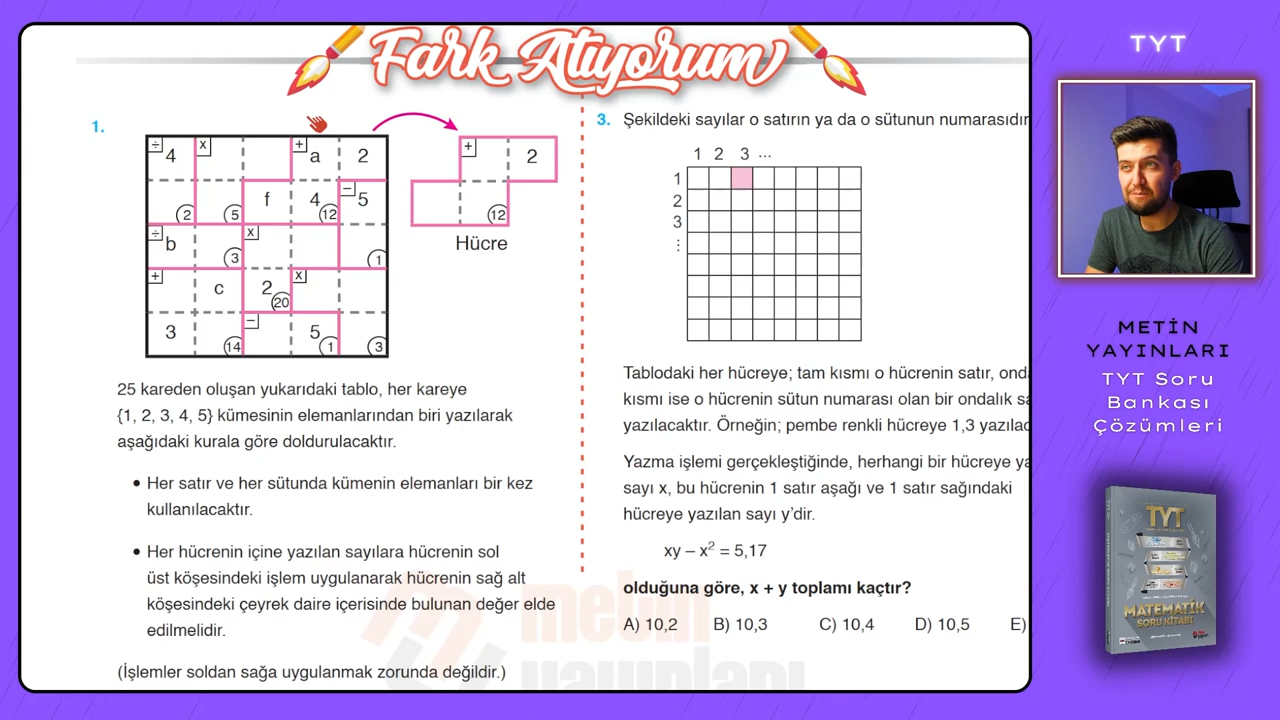 Fark Atıyorum
1.
÷ 4 x + a 2
f 4 − 5
2 5 12
÷ b x
3 1
+ c 2 x
20
− 
3 5
14 1 3
+ 2
12
Hücre
25 kareden oluşan yukarıdaki tablo, her kareye
{1, 2, 3, 4, 5} kümesinin elemanlarından biri yazılarak
aşağıdaki kurala göre doldurulacaktır.
• Her satır ve her sütunda kümenin elemanları bir kez
kullanılacaktır.
• Her hücrenin içine yazılan sayılara hücrenin sol
üst köşesindeki işlem uygulanarak hücrenin sağ alt
köşesindeki çeyrek daire içerisinde bulunan değer elde
edilmelidir.
(İşlemler soldan sağa uygulanmak zorunda değildir.)
metin
yayınları
3. Şekildeki sayılar o satırın ya da o sütunun numarasıdır
1 2 3 ...
1
2
3
⋮
Tablodaki her hücreye; tam kısmı o hücrenin satır, onda
kısmı ise o hücrenin sütun numarası olan bir ondalık sa
yazılacaktır. Örneğin; pembe renkli hücreye 1,3 yazılac
Yazma işlemi gerçekleştiğinde, herhangi bir hücreye ya
sayı x, bu hücrenin 1 satır aşağı ve 1 satır sağındaki
hücreye yazılan sayı y’dir.
xy – x² = 5,17
olduğuna göre, x + y toplamı kaçtır?
A) 10,2 B) 10,3 C) 10,4 D) 10,5 E)
TYT
METİN
YAYINLARI
TYT Soru
Bankası
Çözümleri
TYT
MATEMATİK
SORU KİTABI